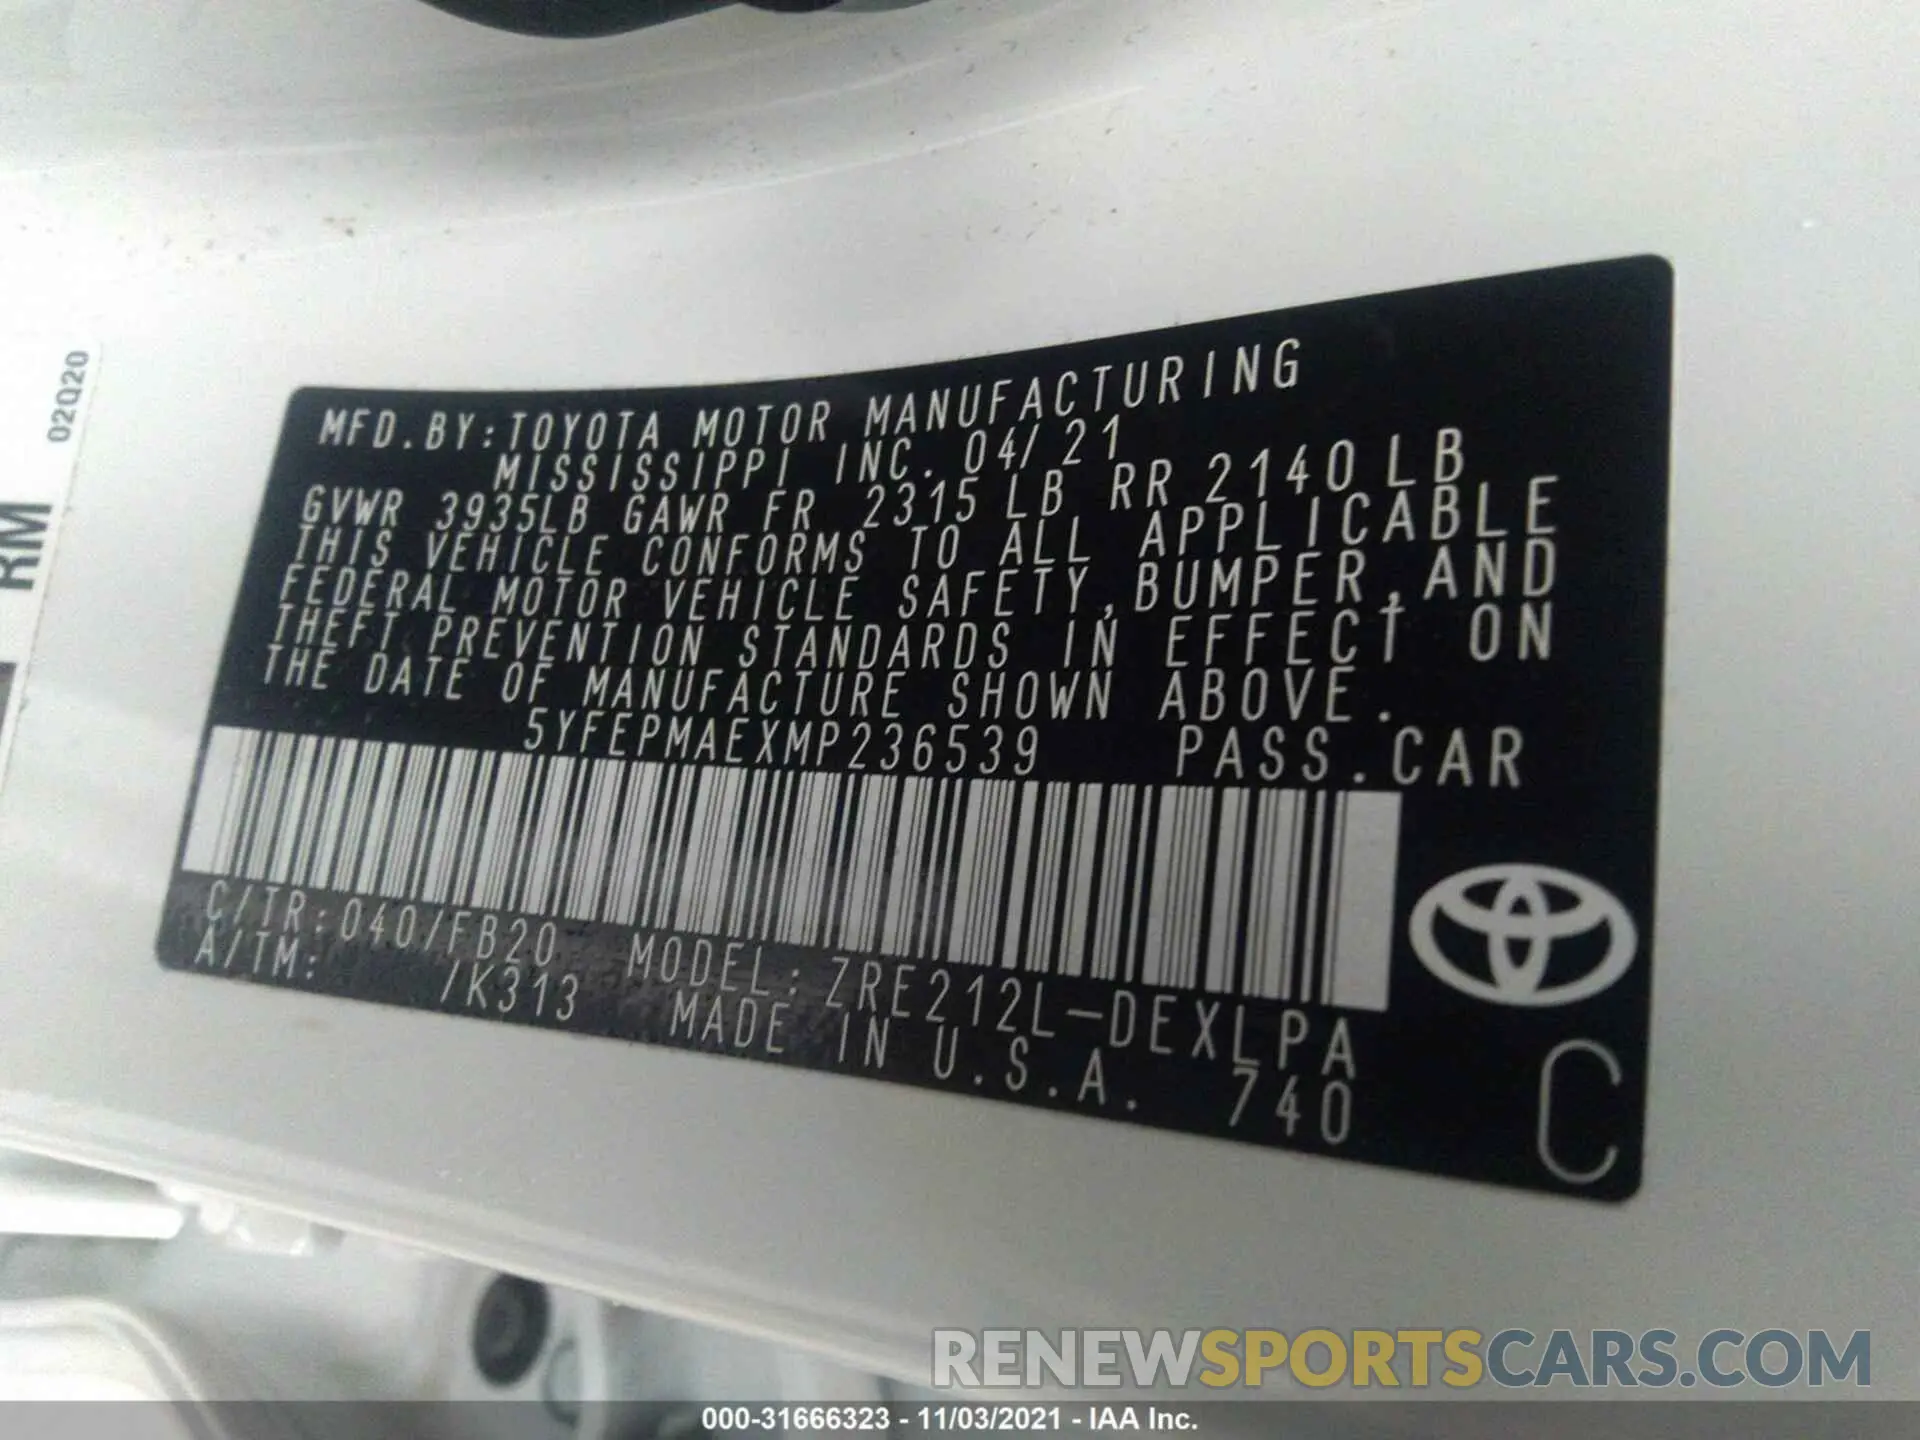 02Q20
RM
MFD.BY:TOYOTA MOTOR MANUFACTURING
MISSISSIPPI INC. 04/21
GVWR 3935LB GAWR FR 2315 LB RR 2140LB
THIS VEHICLE CONFORMS TO ALL APPLICABLE
FEDERAL MOTOR VEHICLE SAFETY,BUMPER,AND
THEFT PREVENTION STANDARDS IN EFFECT ON
THE DATE OF MANUFACTURE SHOWN ABOVE.
5YFEPMAEXMP236539 PASS.CAR
C/TR:040/FB20 MODEL:ZRE212L-DEXLPA
A/TM: /K313 MADE IN U.S.A. 740
C
RENEWSPORTSCARS.COM
000-31666323 - 11/03/2021 - IAA Inc.